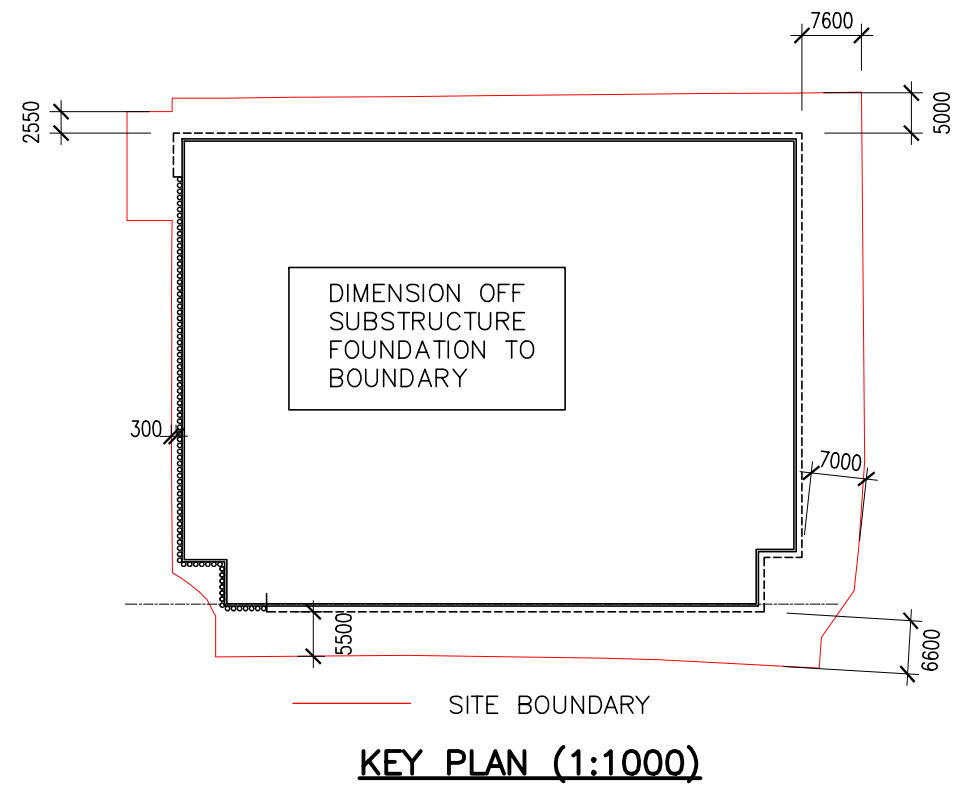 7600
2550
5000
DIMENSION OFF
SUBSTRUCTURE
FOUNDATION TO
BOUNDARY
300
7000
5500
6600
SITE BOUNDARY
KEY PLAN (1:1000)